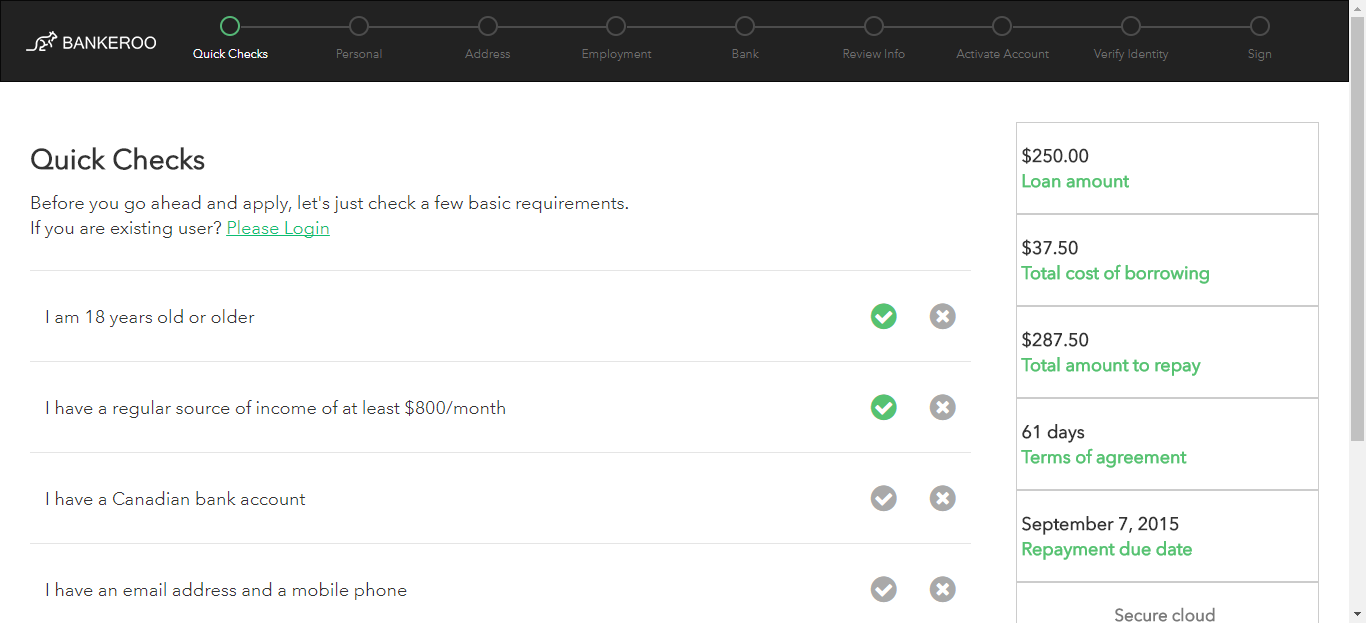 BANKEROO
Quick Checks
Personal
Address
Employment
Bank
Review Info
Activate Account
Verify Identity
Sign
Quick Checks
Before you go ahead and apply, let's just check a few basic requirements.
If you are existing user? Please Login
I am 18 years old or older
I have a regular source of income of at least $800/month
I have a Canadian bank account
I have an email address and a mobile phone
$250.00
Loan amount
$37.50
Total cost of borrowing
$287.50
Total amount to repay
61 days
Terms of agreement
September 7, 2015
Repayment due date
Secure cloud